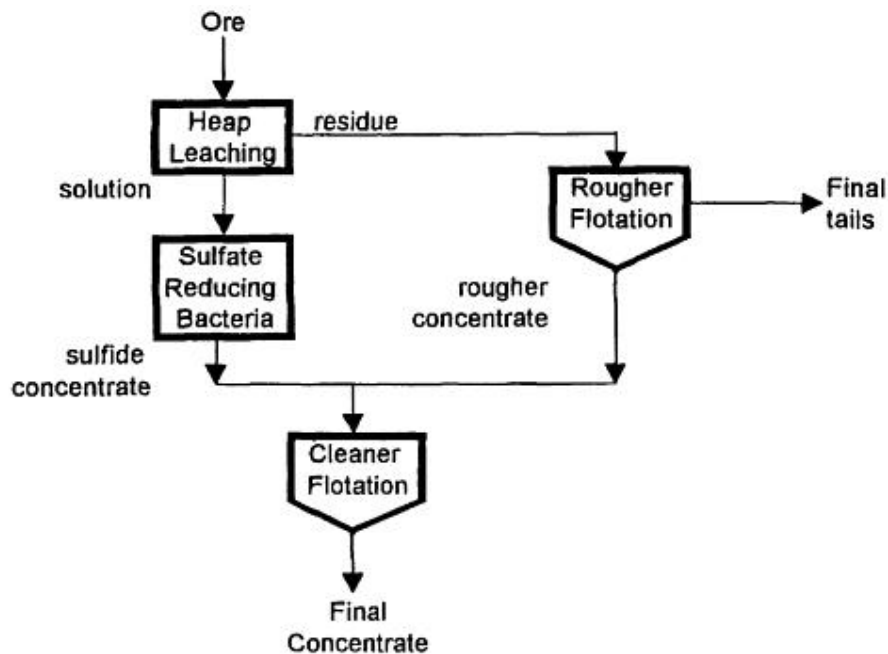 Ore
Heap
Leaching
residue
solution
Rougher
Flotation
Final
tails
Sulfate
Reducing
Bacteria
rougher
concentrate
sulfide
concentrate
Cleaner
Flotation
Final
Concentrate